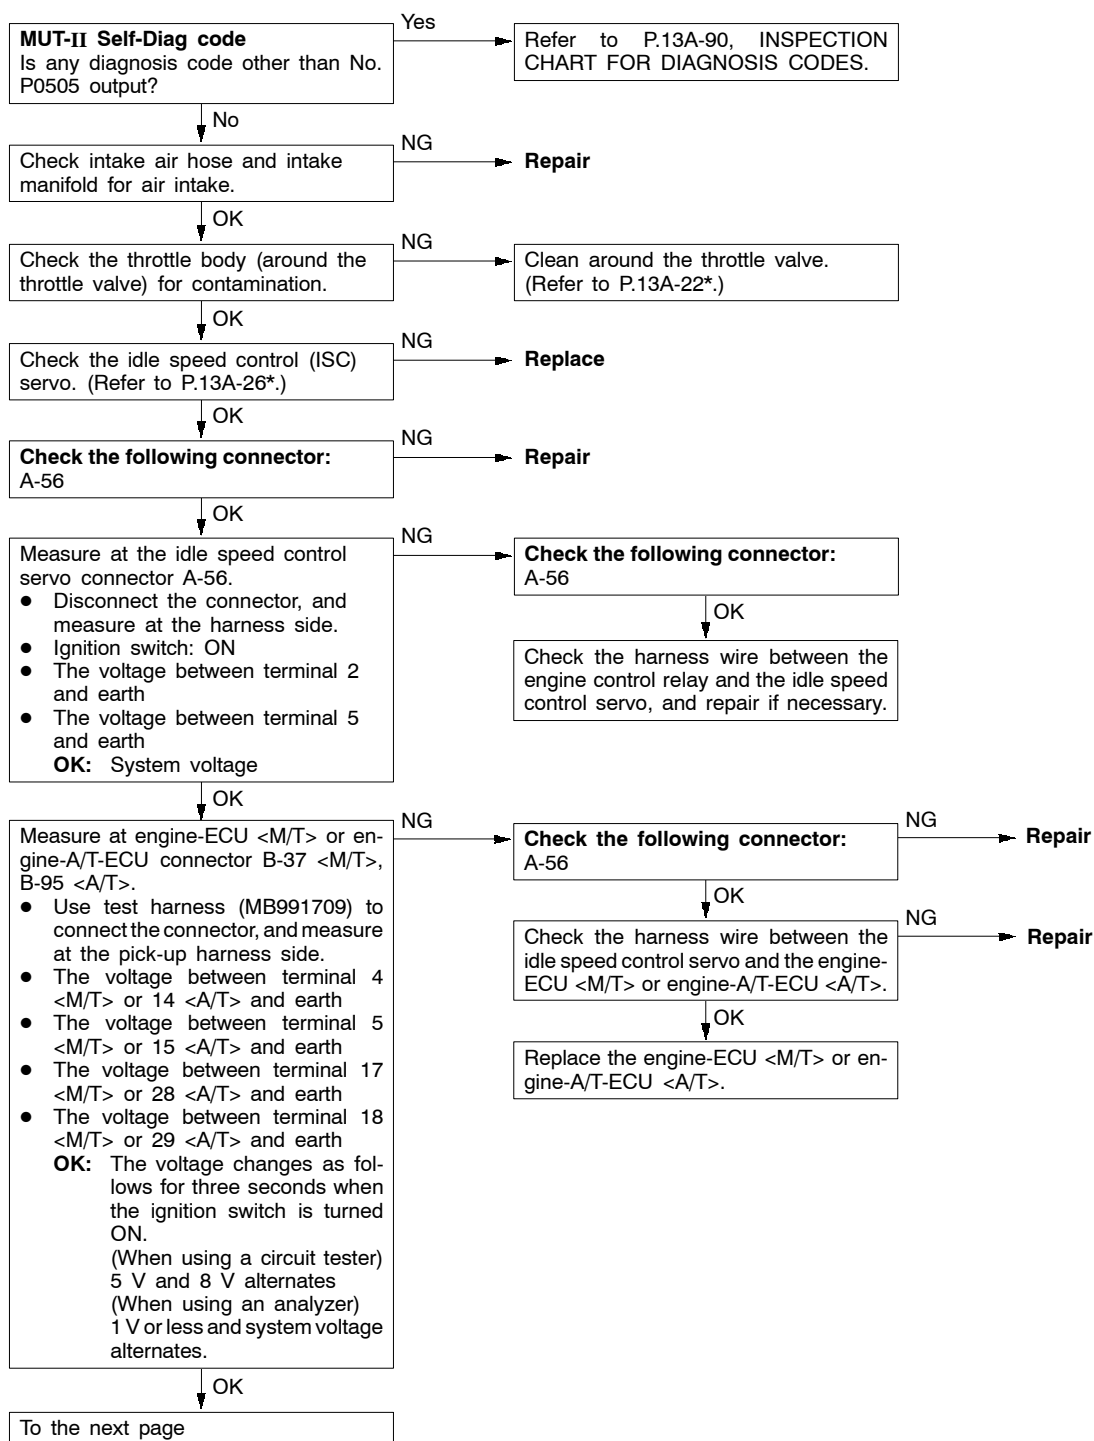 MUT-II Self-Diag code
Is any diagnosis code other than No.
P0505 output?
Yes
Refer to P.13A-90, INSPECTION
CHART FOR DIAGNOSIS CODES.
No
Check intake air hose and intake
manifold for air intake.
NG
Repair
OK
Check the throttle body (around the
throttle valve) for contamination.
NG
Clean around the throttle valve.
(Refer to P.13A-22*.)
OK
Check the idle speed control (ISC)
servo. (Refer to P.13A-26*.)
NG
Replace
OK
Check the following connector:
A-56
NG
Repair
OK
Measure at the idle speed control
servo connector A-56.
● Disconnect the connector, and
measure at the harness side.
● Ignition switch: ON
● The voltage between terminal 2
and earth
● The voltage between terminal 5
and earth
OK: System voltage
NG
Check the following connector:
A-56
OK
Check the harness wire between the
engine control relay and the idle speed
control servo, and repair if necessary.
OK
Measure at engine-ECU <M/T> or en-
gine-A/T-ECU connector B-37 <M/T>,
B-95 <A/T>.
● Use test harness (MB991709) to
connect the connector, and measure
at the pick-up harness side.
● The voltage between terminal 4
<M/T> or 14 <A/T> and earth
● The voltage between terminal 5
<M/T> or 15 <A/T> and earth
● The voltage between terminal 17
<M/T> or 28 <A/T> and earth
● The voltage between terminal 18
<M/T> or 29 <A/T> and earth
OK: The voltage changes as fol-
lows for three seconds when
the ignition switch is turned
ON.
(When using a circuit tester)
5 V and 8 V alternates
(When using an analyzer)
1 V or less and system voltage
alternates.
NG
Check the following connector:
A-56
NG
Repair
OK
Check the harness wire between the
idle speed control servo and the engine-
ECU <M/T> or engine-A/T-ECU <A/T>.
NG
Repair
OK
Replace the engine-ECU <M/T> or en-
gine-A/T-ECU <A/T>.
OK
To the next page